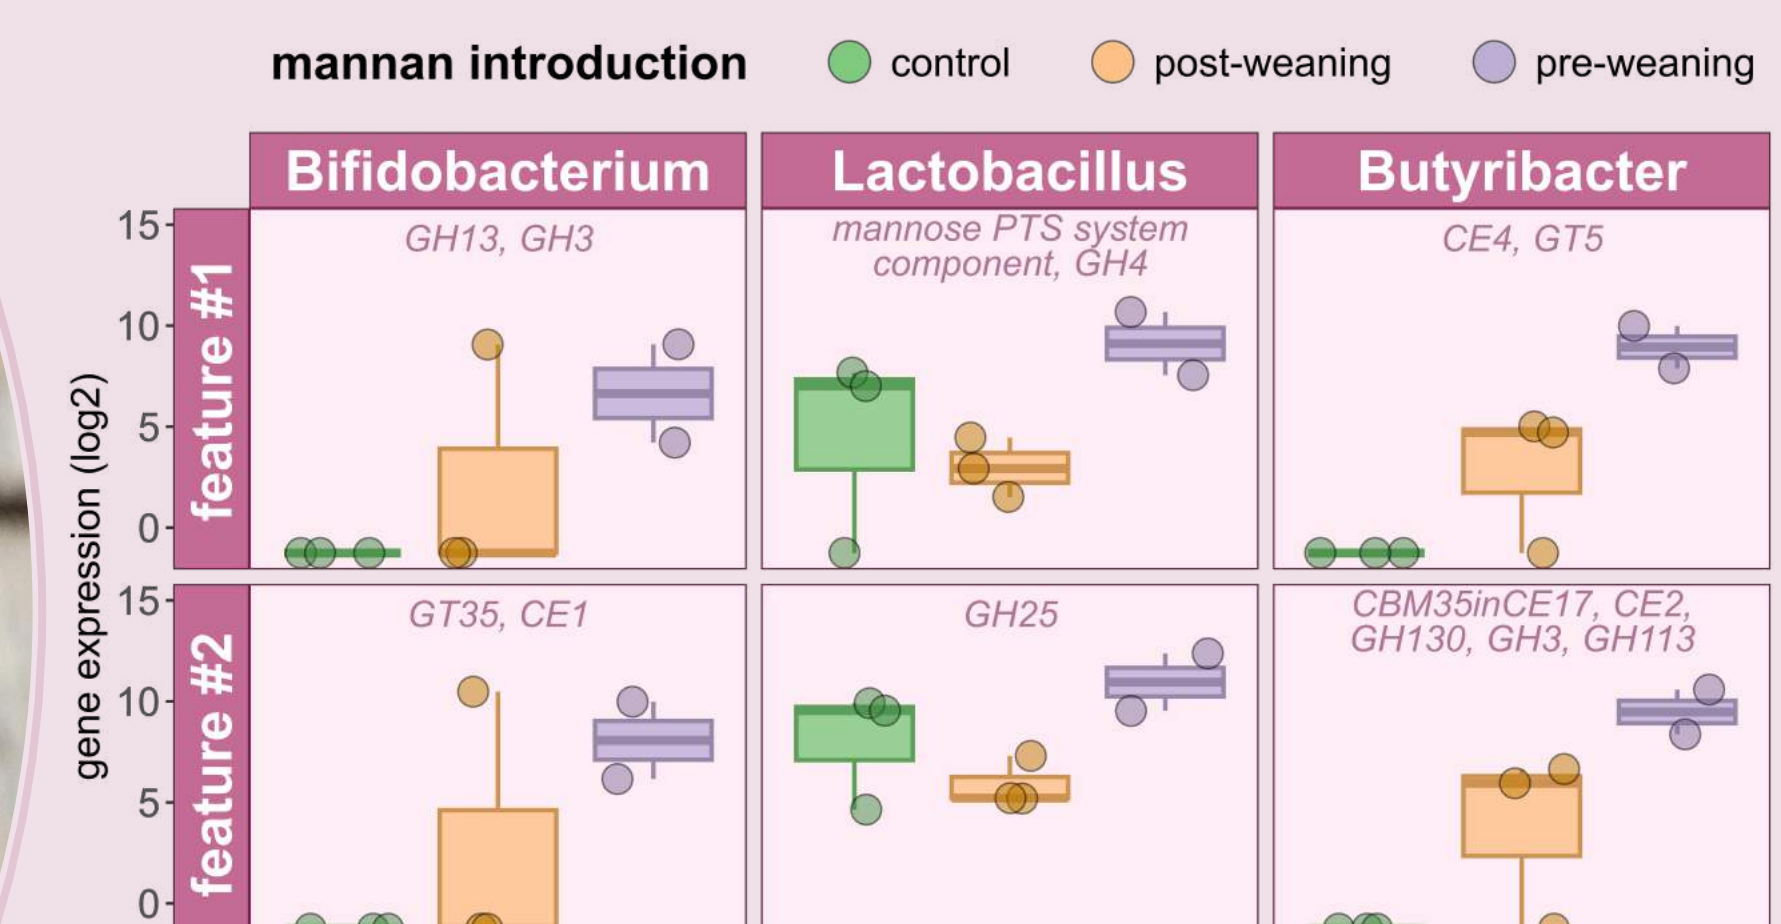 mannan introduction control post-weaning pre-weaning
Bifidobacterium Lactobacillus Butyribacter
gene expression (log2)
feature #1
15
10
5
0
GH13, GH3
mannose PTS system
component, GH4
CE4, GT5
feature #2
15
10
5
0
GT35, CE1
GH25
CBM35inCE17, CE2,
GH130, GH3, GH113